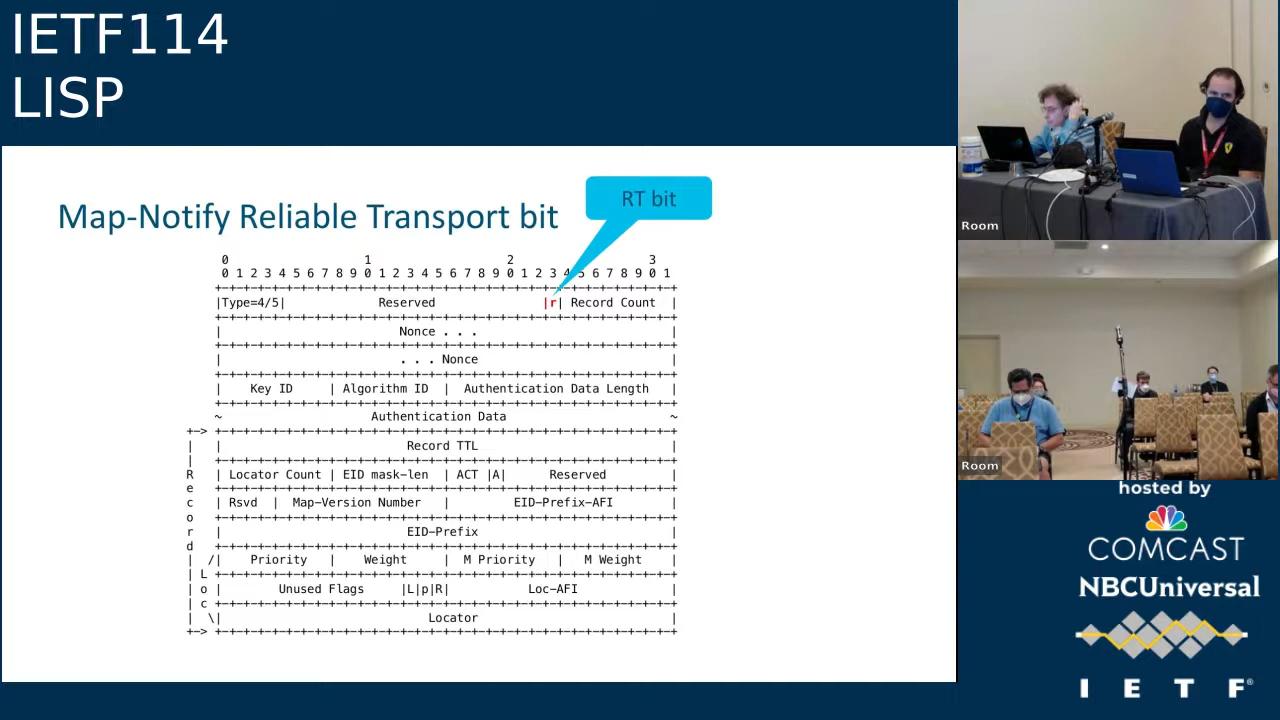 IETF114
LISP
Map-Notify Reliable Transport bit
RT bit
0                   1                   2                   3
0 1 2 3 4 5 6 7 8 9 0 1 2 3 4 5 6 7 8 9 0 1 2 3 4 5 6 7 8 9 0 1
+-+-+-+-+-+-+-+-+-+-+-+-+-+-+-+-+-+-+-+-+-+-+-+-+-+-+-+-+-+-+-+-+
|Type=4/5| Reserved |r| Record Count |
+-+-+-+-+-+-+-+-+-+-+-+-+-+-+-+-+-+-+-+-+-+-+-+-+-+-+-+-+-+-+-+-+
| Nonce . . . |
+-+-+-+-+-+-+-+-+-+-+-+-+-+-+-+-+-+-+-+-+-+-+-+-+-+-+-+-+-+-+-+-+
| . . . Nonce |
+-+-+-+-+-+-+-+-+-+-+-+-+-+-+-+-+-+-+-+-+-+-+-+-+-+-+-+-+-+-+-+-+
| Key ID | Algorithm ID | Authentication Data Length |
+-+-+-+-+-+-+-+-+-+-+-+-+-+-+-+-+-+-+-+-+-+-+-+-+-+-+-+-+-+-+-+-+
~ Authentication Data ~
+-> +-+-+-+-+-+-+-+-+-+-+-+-+-+-+-+-+-+-+-+-+-+-+-+-+-+-+-+-+-+-+-+-+
| | Record TTL |
| +-+-+-+-+-+-+-+-+-+-+-+-+-+-+-+-+-+-+-+-+-+-+-+-+-+-+-+-+-+-+-+-+
R | Locator Count | EID mask-len | ACT |A| Reserved |
e +-+-+-+-+-+-+-+-+-+-+-+-+-+-+-+-+-+-+-+-+-+-+-+-+-+-+-+-+-+-+-+-+
c | Rsvd | Map-Version Number | EID-Prefix-AFI |
o +-+-+-+-+-+-+-+-+-+-+-+-+-+-+-+-+-+-+-+-+-+-+-+-+-+-+-+-+-+-+-+-+
r | EID-Prefix |
d +-+-+-+-+-+-+-+-+-+-+-+-+-+-+-+-+-+-+-+-+-+-+-+-+-+-+-+-+-+-+-+-+
| /| Priority | Weight | M Priority | M Weight |
| L +-+-+-+-+-+-+-+-+-+-+-+-+-+-+-+-+-+-+-+-+-+-+-+-+-+-+-+-+-+-+-+-+
| o | Unused Flags |L|p|R| Loc-AFI |
| c +-+-+-+-+-+-+-+-+-+-+-+-+-+-+-+-+-+-+-+-+-+-+-+-+-+-+-+-+-+-+-+-+
| \| Locator |
+-> +-+-+-+-+-+-+-+-+-+-+-+-+-+-+-+-+-+-+-+-+-+-+-+-+-+-+-+-+-+-+-+-+
Room
Room
hosted by
COMCAST
NBCUniversal
I E T F®